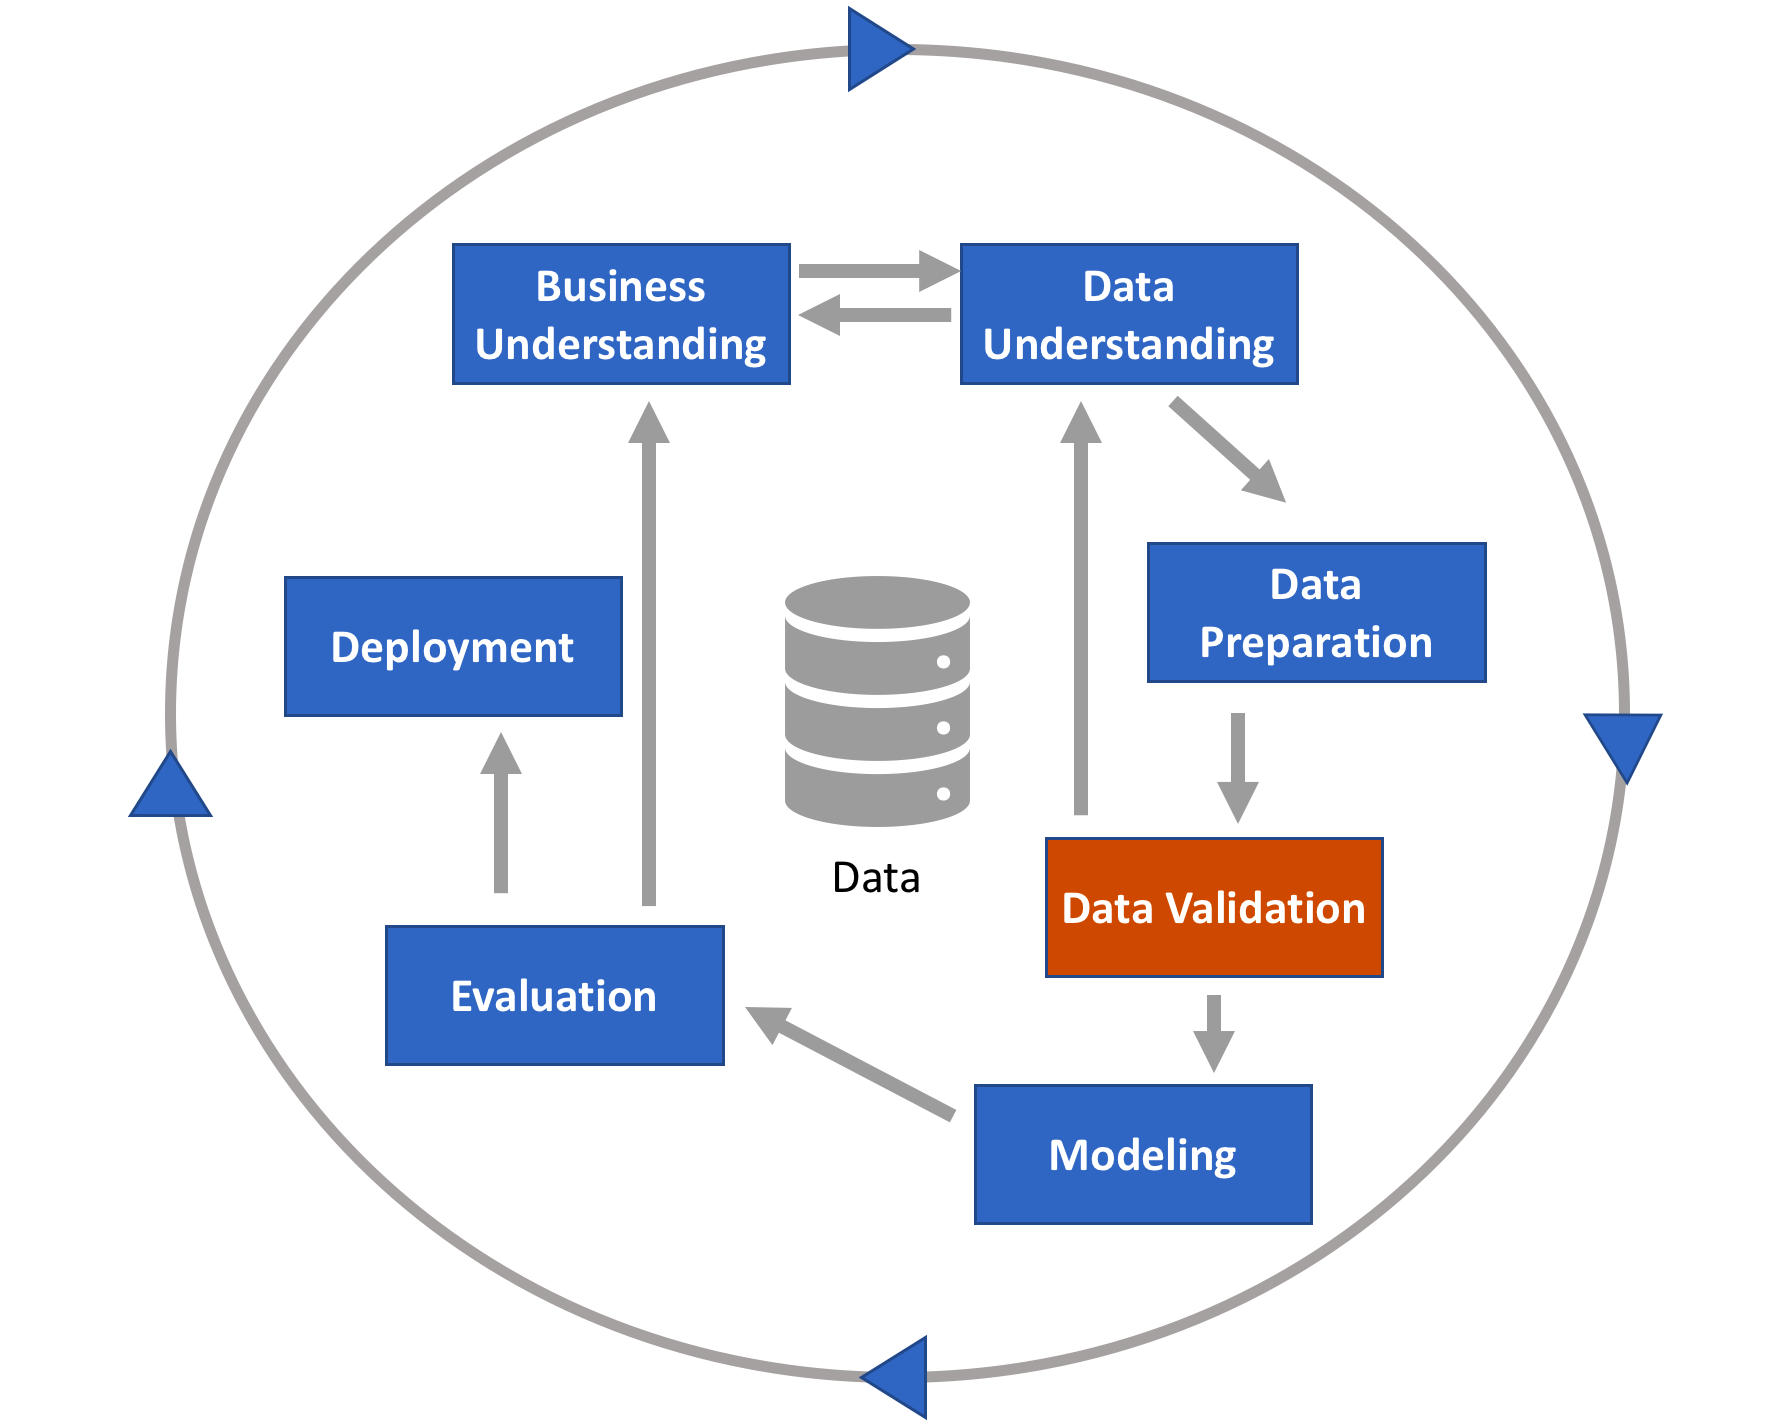 Business
Understanding
Data
Understanding
Data
Preparation
Deployment
Data
Data Validation
Evaluation
Modeling